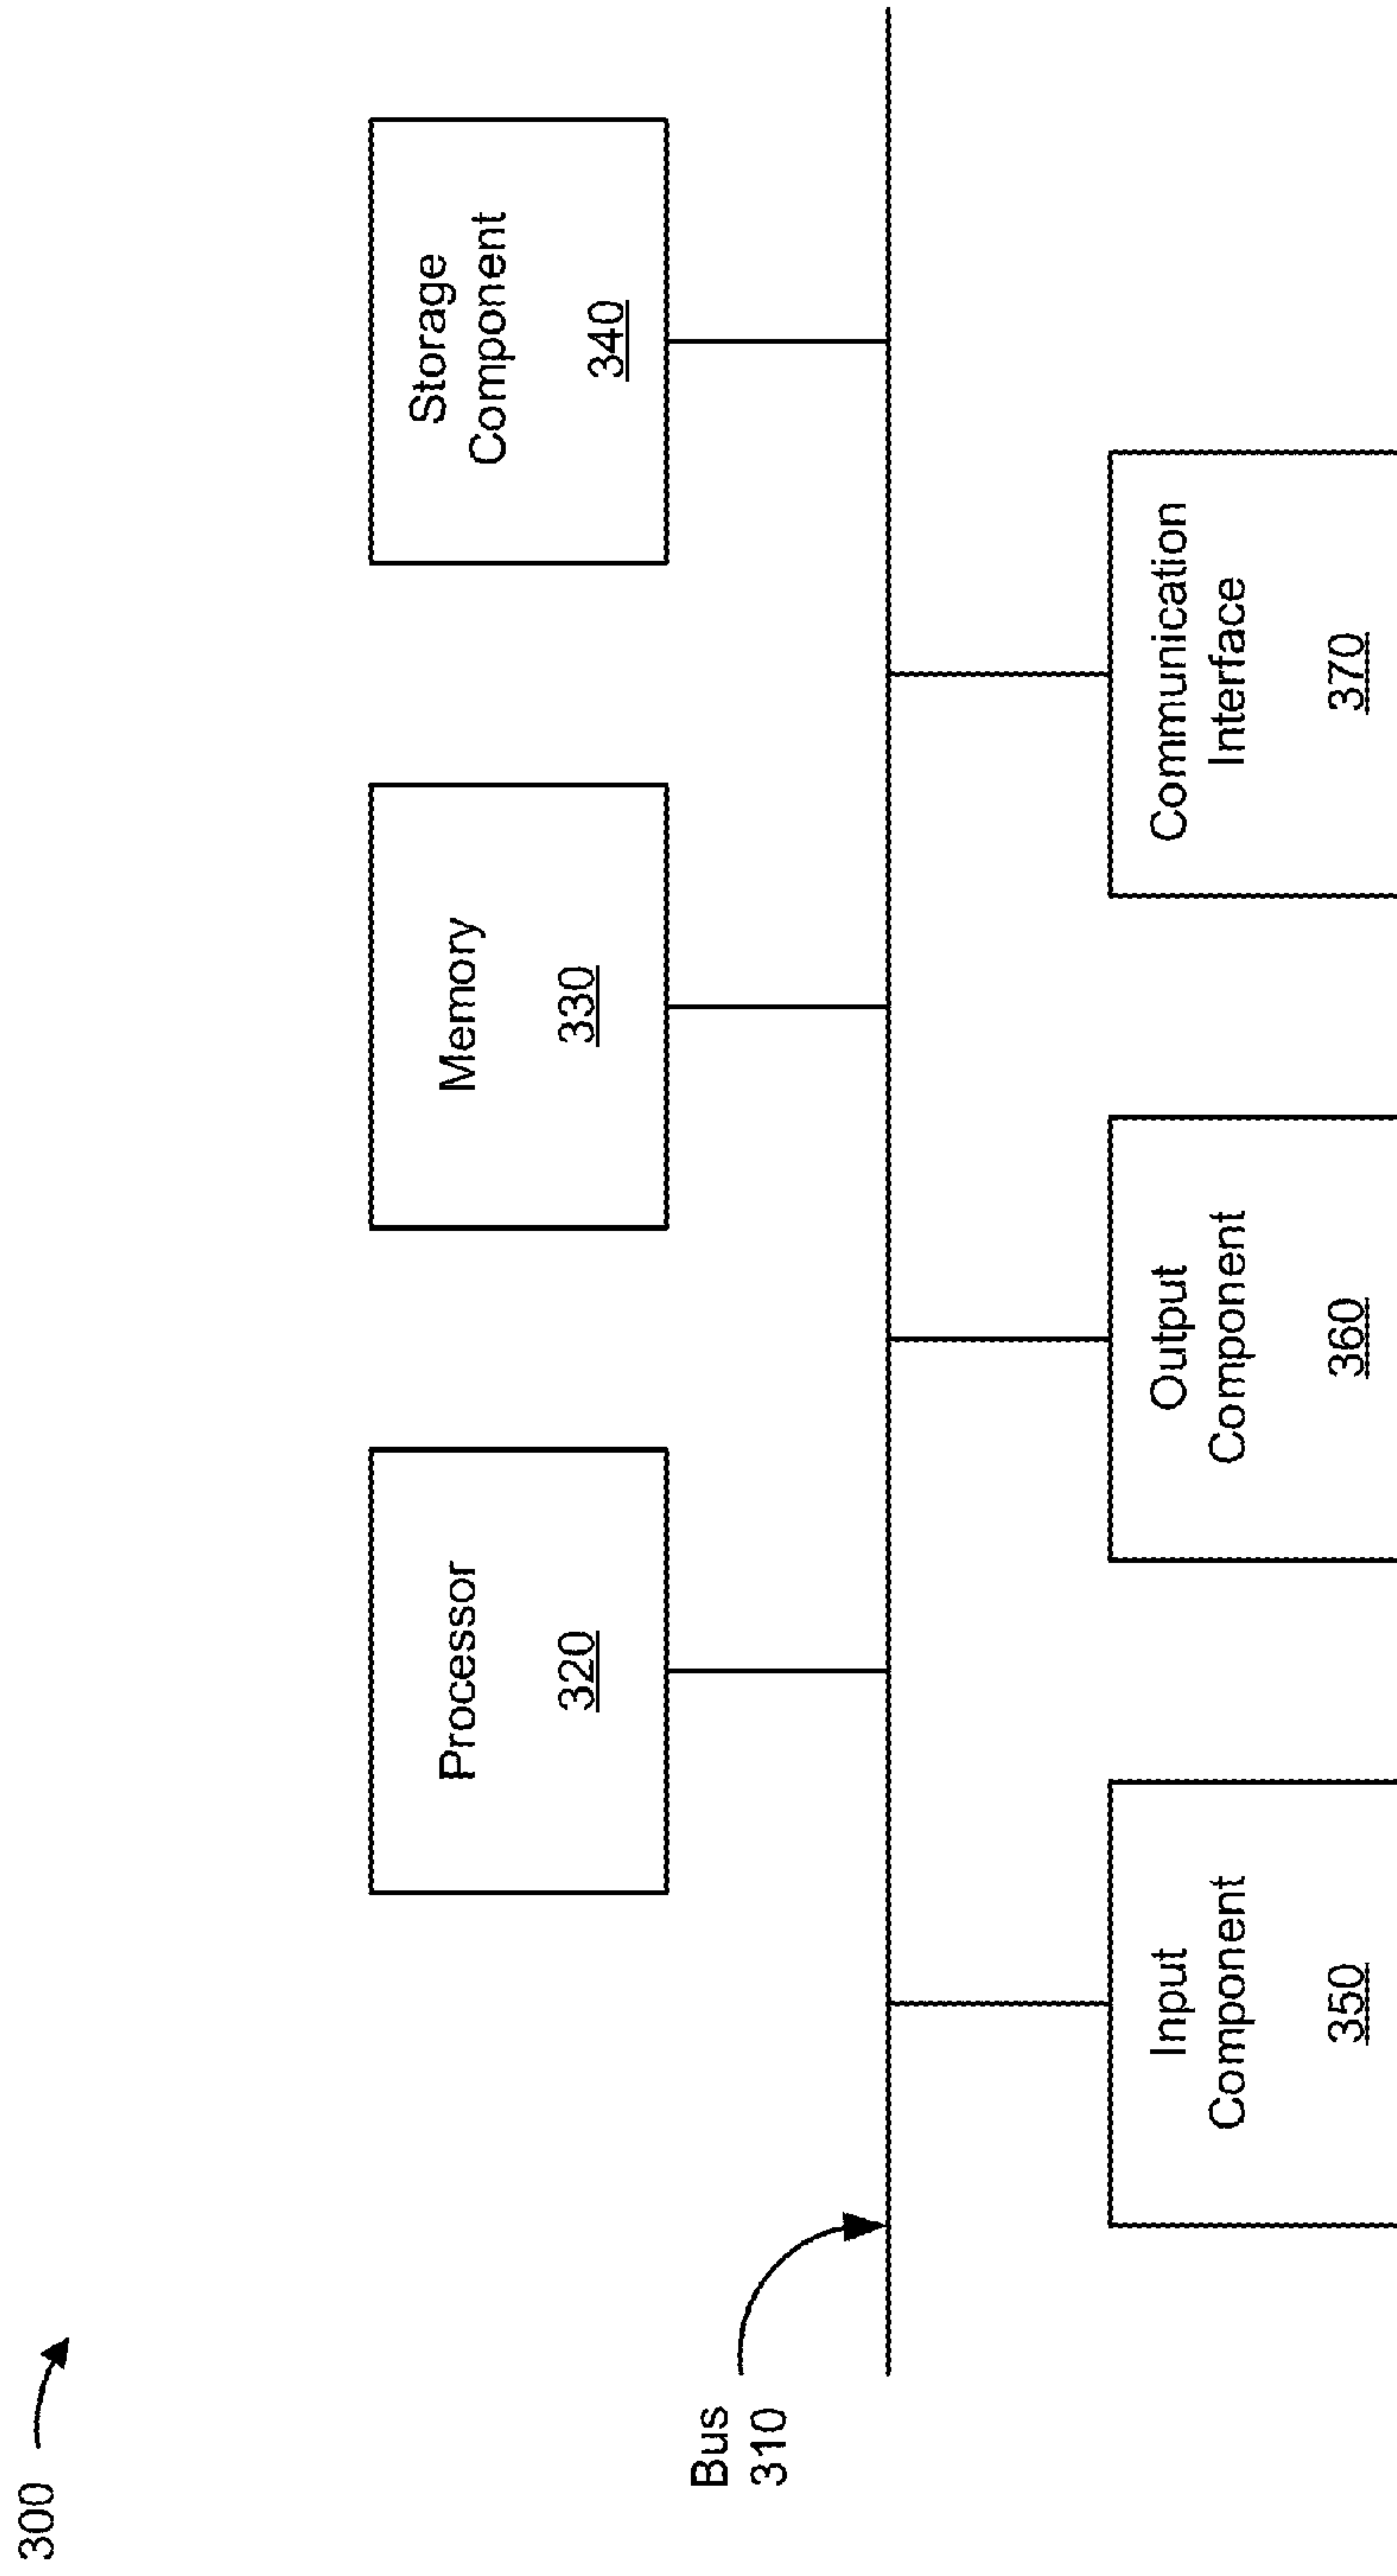 300
Processor
320
Memory
330
Storage
Component
340
Bus
310
Input
Component
350
Output
Component
360
Communication
Interface
370